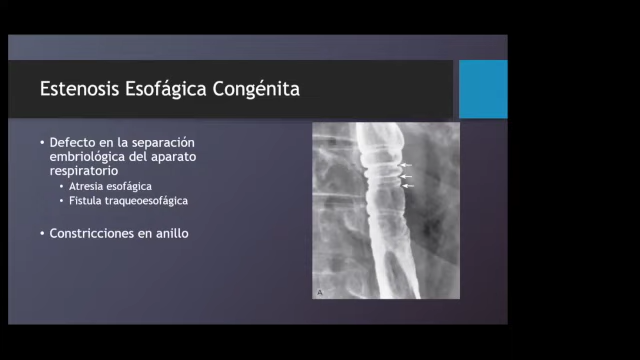 Estenosis Esofágica Congénita
• Defecto en la separación
embriológica del aparato
respiratorio
• Atresia esofágica
• Fistula traqueoesofágica
• Constricciones en anillo
A